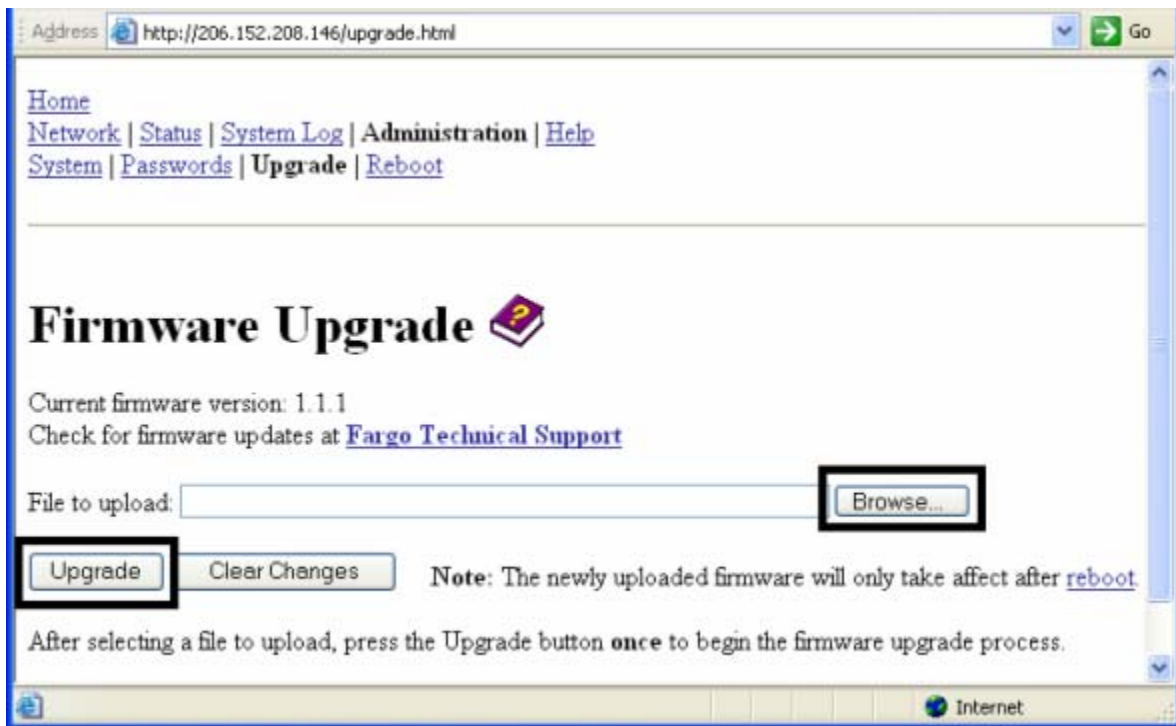 Address http://206.152.208.146/upgrade.html Go
Home
Network | Status | System Log | Administration | Help
System | Passwords | Upgrade | Reboot
Firmware Upgrade ?
Current firmware version: 1.1.1
Check for firmware updates at Fargo Technical Support
File to upload: Browse...
Upgrade Clear Changes Note: The newly uploaded firmware will only take affect after reboot.
After selecting a file to upload, press the Upgrade button once to begin the firmware upgrade process.
Internet